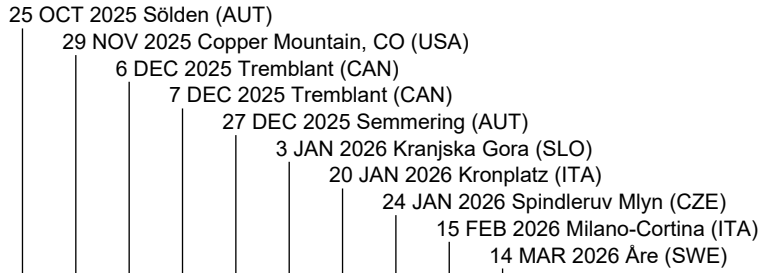 25 OCT 2025 Sölden (AUT)
29 NOV 2025 Copper Mountain, CO (USA)
6 DEC 2025 Tremblant (CAN)
7 DEC 2025 Tremblant (CAN)
27 DEC 2025 Semmering (AUT)
3 JAN 2026 Kranjska Gora (SLO)
20 JAN 2026 Kronplatz (ITA)
24 JAN 2026 Spindleruv Mlyn (CZE)
15 FEB 2026 Milano-Cortina (ITA)
14 MAR 2026 Åre (SWE)